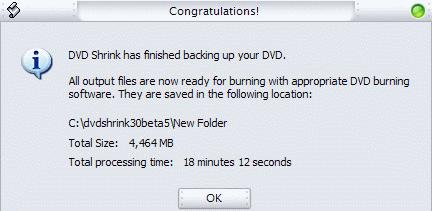 Congratulations!
DVD Shrink has finished backing up your DVD.
All output files are now ready for burning with appropriate DVD burning
software. They are saved in the following location:
C:\dvdshrink30beta5\New Folder
Total Size: 4,464 MB
Total processing time: 18 minutes 12 seconds
OK